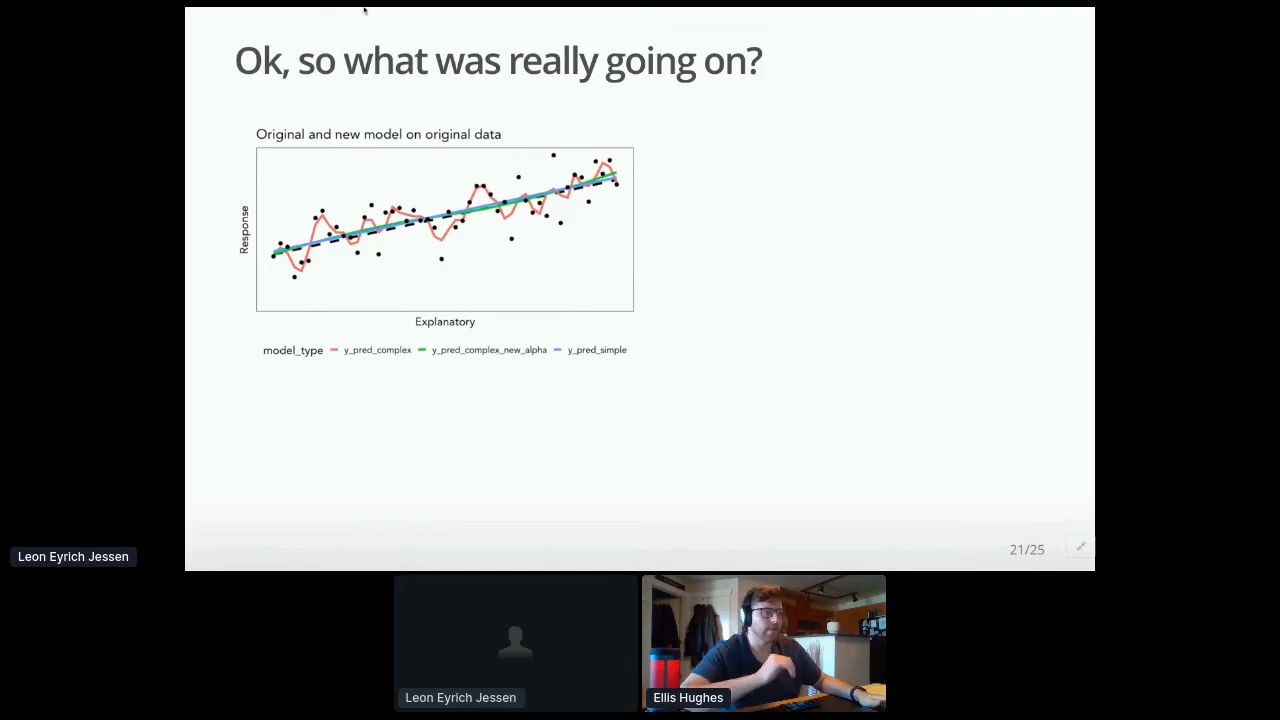 Ok, so what was really going on?
Original and new model on original data
Response
Explanatory
model_type y_pred_complex y_pred_complex_new_alpha y_pred_simple
21/25
Leon Eyrich Jessen
Leon Eyrich Jessen
Ellis Hughes